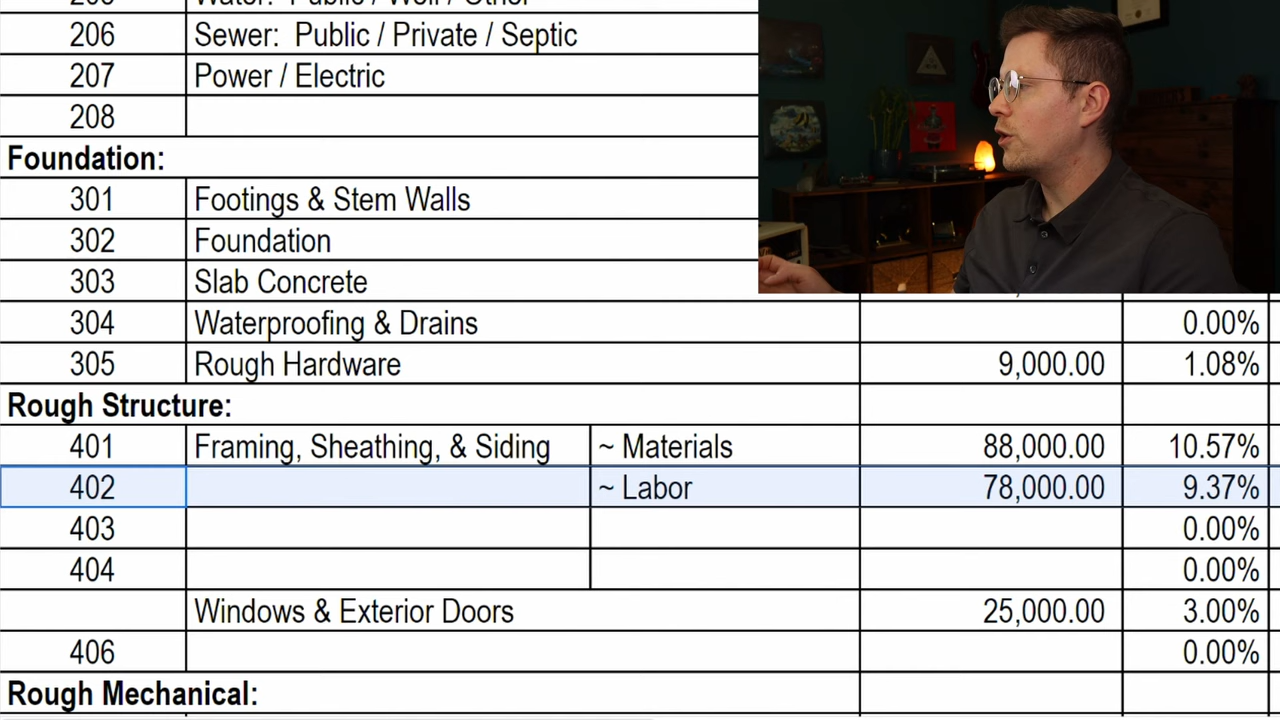 206 Sewer: Public / Private / Septic
207 Power / Electric
208
Foundation:
301 Footings & Stem Walls
302 Foundation
303 Slab Concrete
304 Waterproofing & Drains 0.00%
305 Rough Hardware 9,000.00 1.08%
Rough Structure:
401 Framing, Sheathing, & Siding ~ Materials 88,000.00 10.57%
402 ~ Labor 78,000.00 9.37%
403 0.00%
404 0.00%
Windows & Exterior Doors 25,000.00 3.00%
406 0.00%
Rough Mechanical: